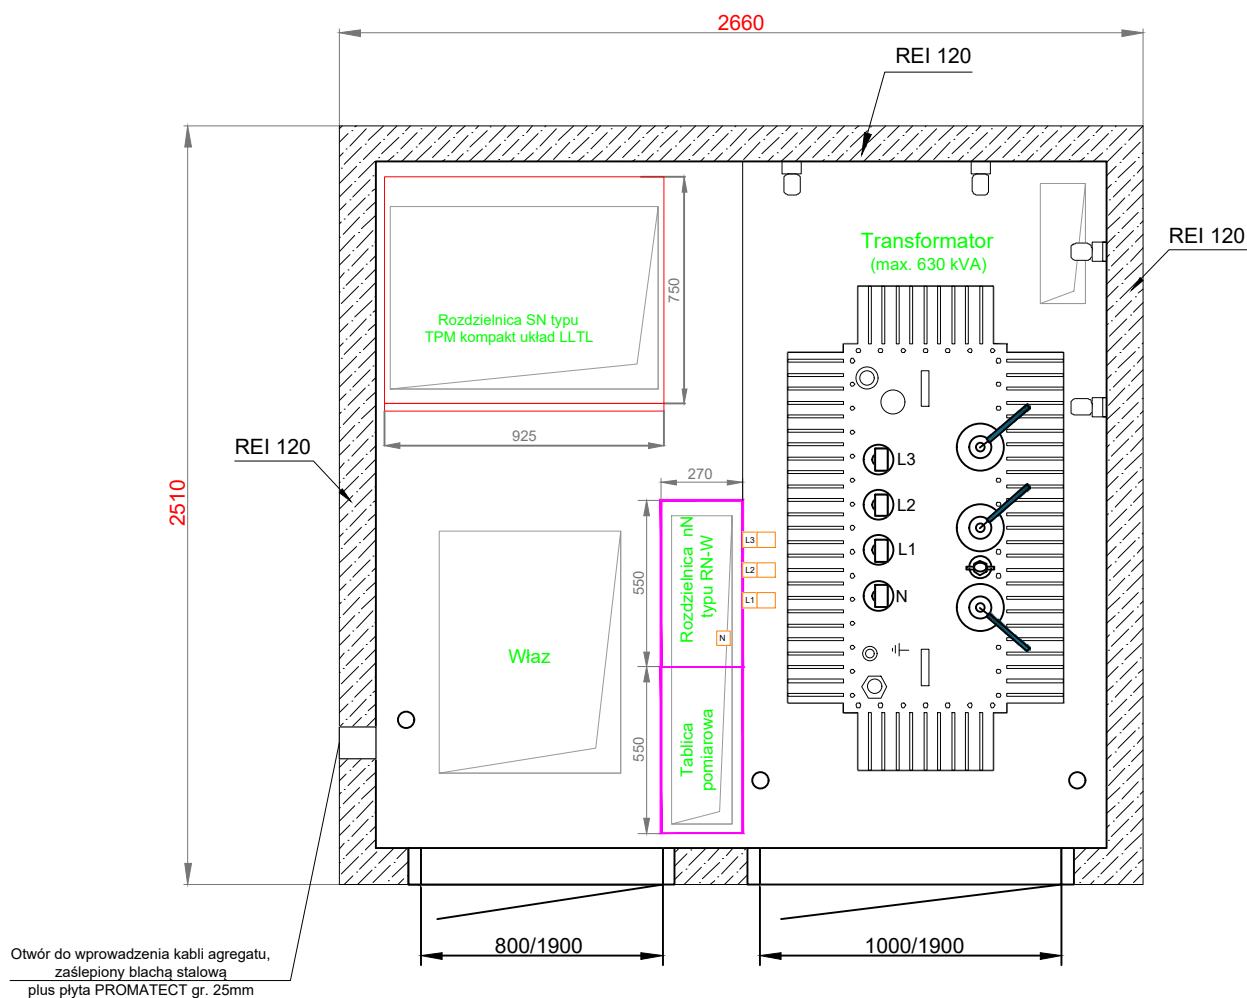 2660
REI 120
REI 120
Transformator
(max. 630 kVA)
750
Rozdzielnica SN typu
TPM kompakt układ LLTL
925
REI 120
2510
270
L3
L2
L1
N
Rozdzielnica nN
typu RN-W
550
L3
L2
L1
N
Właz
Tablica
pomiarowa
550
800/1900
1000/1900
Otwór do wprowadzenia kabli agregatu,
zaślepiony blachą stalową
plus płyta PROMATECT gr. 25mm